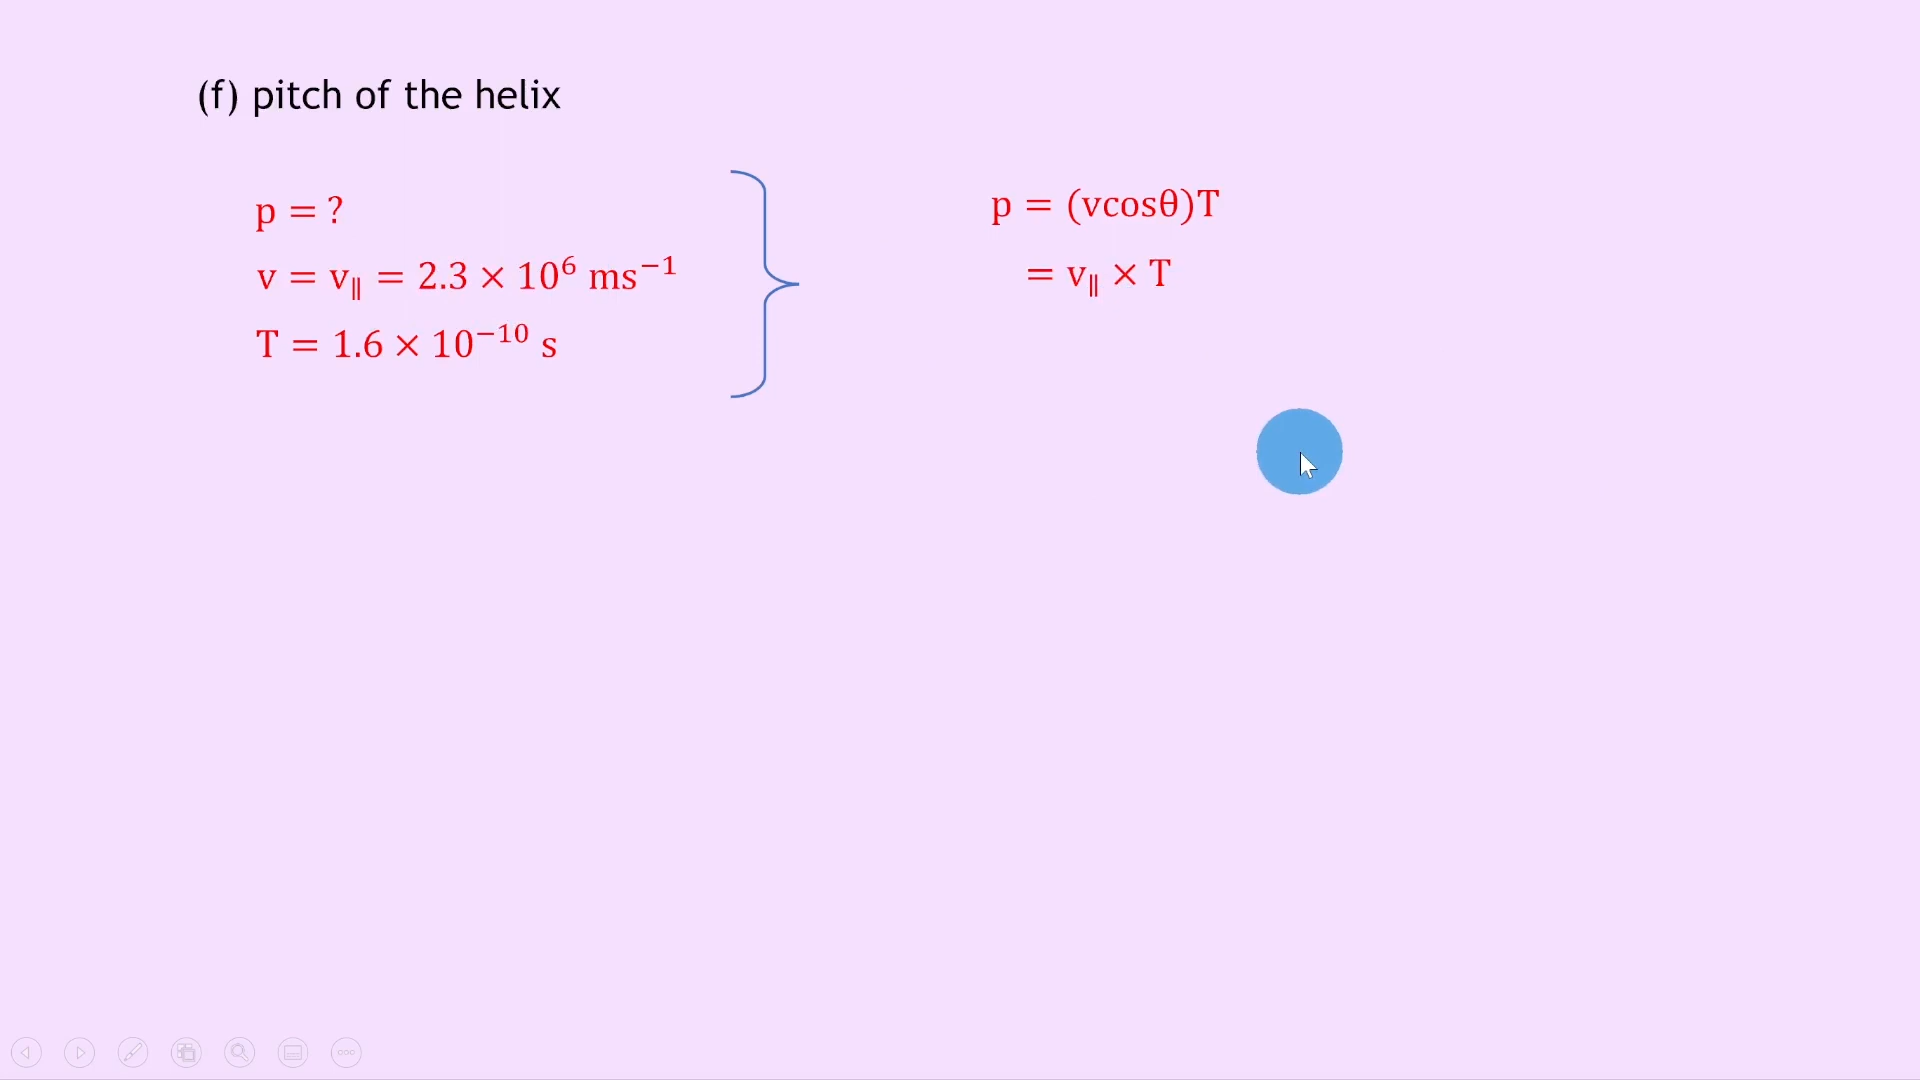 (f) pitch of the helix
p = ?
v = v∥ = 2.3 × 10⁶ ms⁻¹
T = 1.6 × 10⁻¹⁰ s
p = (vcosθ)T
= v∥ × T